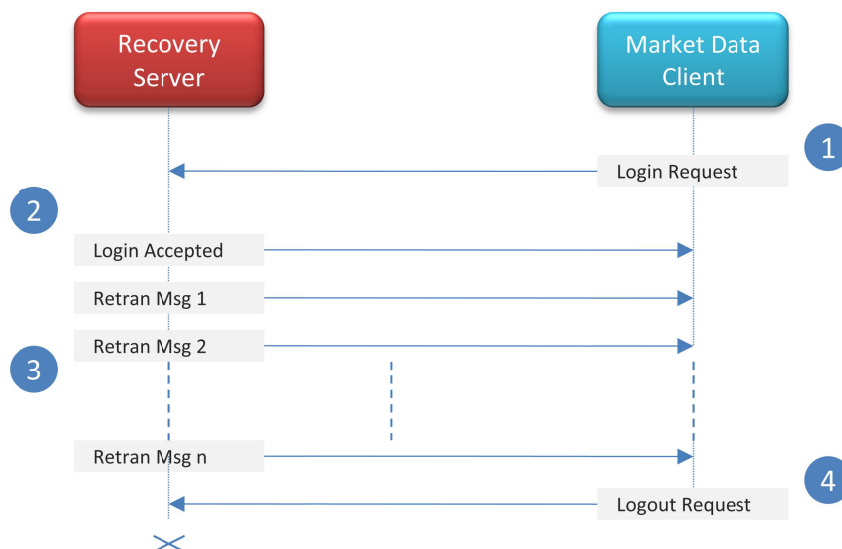 Recovery
Server
Market Data
Client
1
Login Request
2
Login Accepted
Retran Msg 1
Retran Msg 2
3
Retran Msg n
4
Logout Request